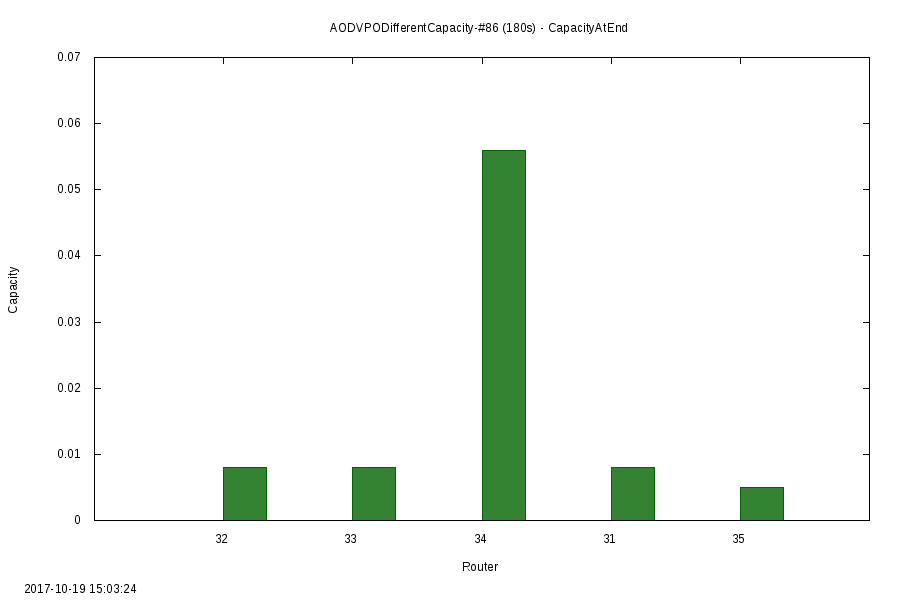 AODVPODifferentCapacity-#86 (180s) - CapacityAtEnd
0.07
0.06
0.05
0.04
0.03
0.02
0.01
0
Capacity
32 33 34 31 35
Router
2017-10-19 15:03:24